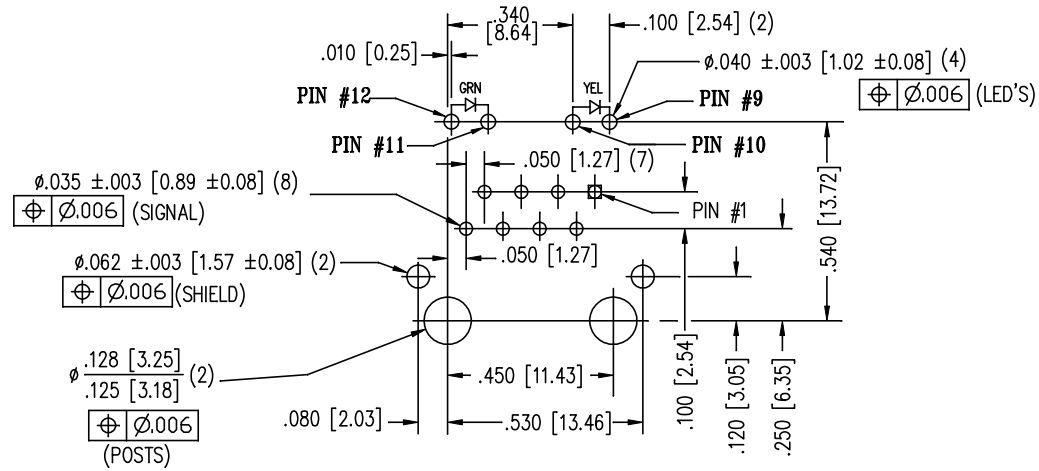 .340
[8.64]
.100 [2.54] (2)
.010 [0.25]
ø.040 ±.003 [1.02 ±0.08] (4)
⌖ Ø.006 (LED'S)
GRN
YEL
PIN #12
PIN #9
PIN #11
PIN #10
.050 [1.27] (7)
ø.035 ±.003 [0.89 ±0.08] (8)
⌖ Ø.006 (SIGNAL)
PIN #1
.540 [13.72]
.050 [1.27]
ø.062 ±.003 [1.57 ±0.08] (2)
⌖ Ø.006 (SHIELD)
ø .128 [3.25]
.125 [3.18] (2)
⌖ Ø.006
(POSTS)
.450 [11.43]
.080 [2.03]
.530 [13.46]
.100 [2.54]
.120 [3.05]
.250 [6.35]